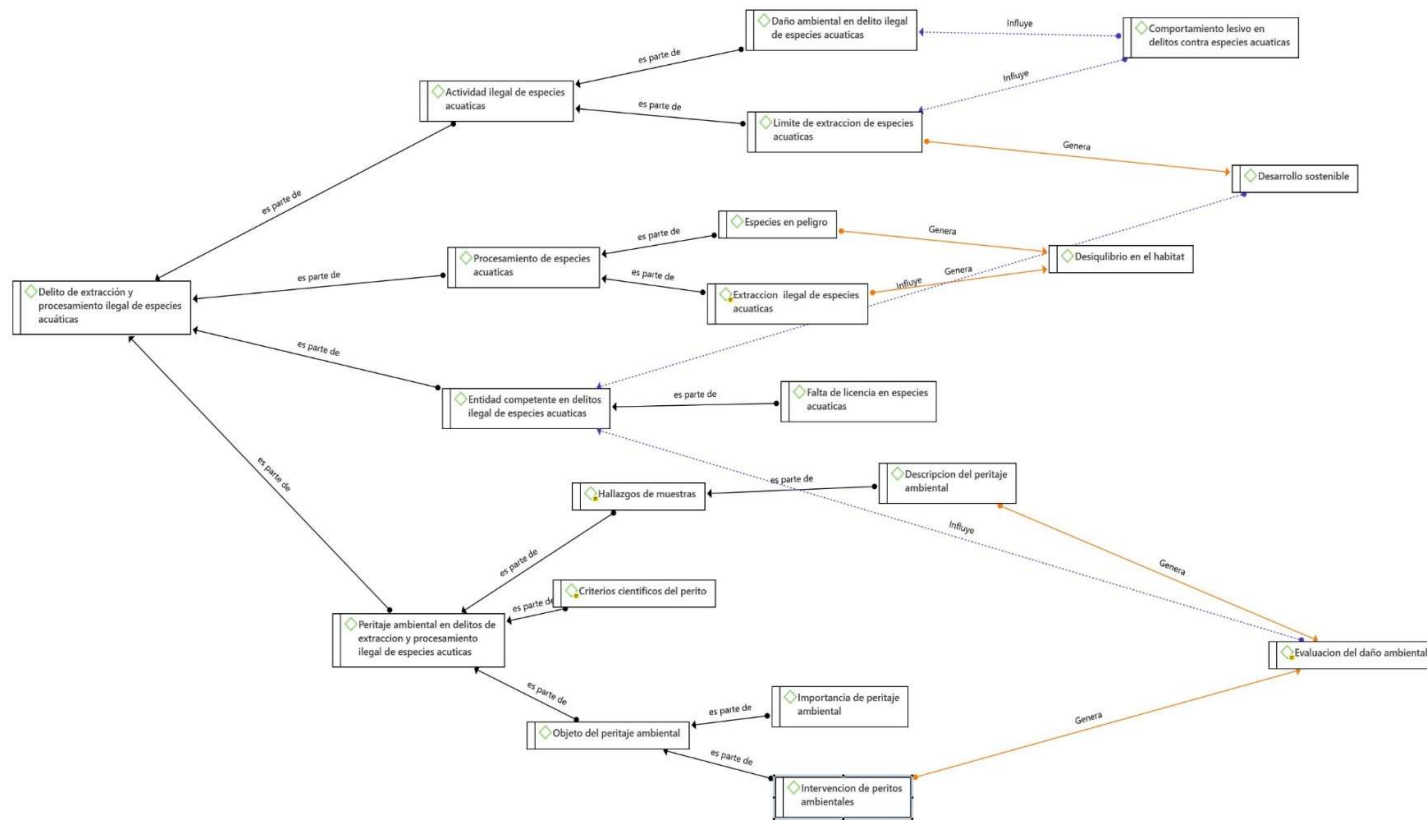 Daño ambiental en delito ilegal
de especies acuaticas
Influye
Comportamiento lesivo en
delitos contra especies acuaticas
es parte de
Influye
Actividad ilegal de especies
acuaticas
es parte de
Limite de extraccion de especies
acuaticas
Genera
Desarrollo sostenible
es parte de
Especies en peligro
Genera
es parte de
Procesamiento de especies
acuaticas
Desiqulibrio en el habitat
es parte de
es parte de
Genera
Influye
Delito de extracción y
procesamiento ilegal de especies
acuáticas
Extraccion ilegal de especies
acuaticas
es parte de
Entidad competente en delitos
ilegal de especies acuaticas
es parte de
Falta de licencia en especies
acuaticas
es parte de
Hallazgos de muestras
es parte de
Descripcion del peritaje
ambiental
Influye
Genera
es parte de
Criterios cientificos del perito
es parte de
Peritaje ambiental en delitos de
extraccion y procesamiento
ilegal de especies acuticas
Evaluacion del daño ambiental
es parte de
Importancia de peritaje
ambiental
es parte de
Objeto del peritaje ambiental
Genera
es parte de
Intervencion de peritos
ambientales